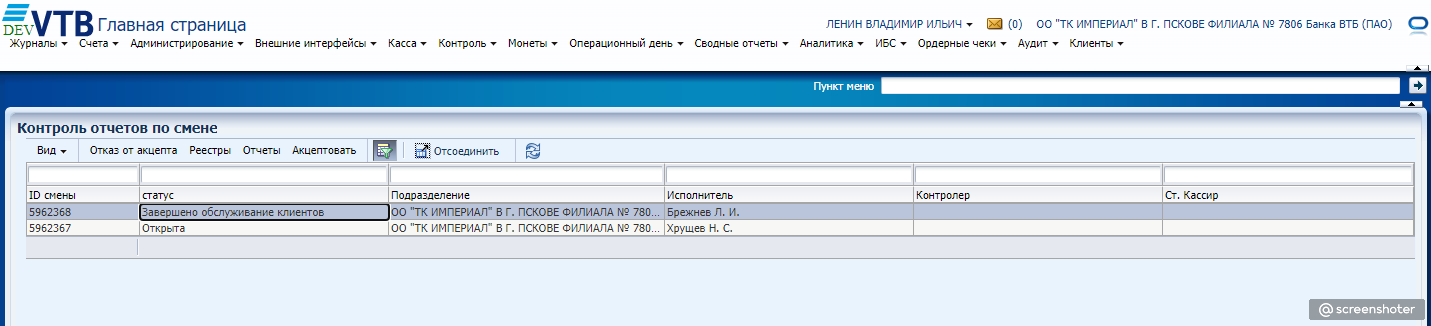 DEV VTB Главная страница
ЛЕНИН ВЛАДИМИР ИЛЬИЧ (0) ОО "ТК ИМПЕРИАЛ" В Г. ПСКОВЕ ФИЛИАЛА № 7806 Банка ВТБ (ПАО)
Журналы Счета Администрирование Внешние интерфейсы Касса Контроль Монеты Операционный день Сводные отчеты Аналитика ИБС Ордерные чеки Аудит Клиенты
Пункт меню
Контроль отчетов по смене
Вид Отказ от акцепта Реестры Отчеты Акцептовать Отсоединить
ID смены статус Подразделение Исполнитель Контролер Ст. Кассир
5962368 Завершено обслуживание клиентов ОО "ТК ИМПЕРИАЛ" В Г. ПСКОВЕ ФИЛИАЛА № 780... Брежнев Л. И.
5962367 Открыта ОО "ТК ИМПЕРИАЛ" В Г. ПСКОВЕ ФИЛИАЛА № 780... Хрущев Н. С.
@screenshoter